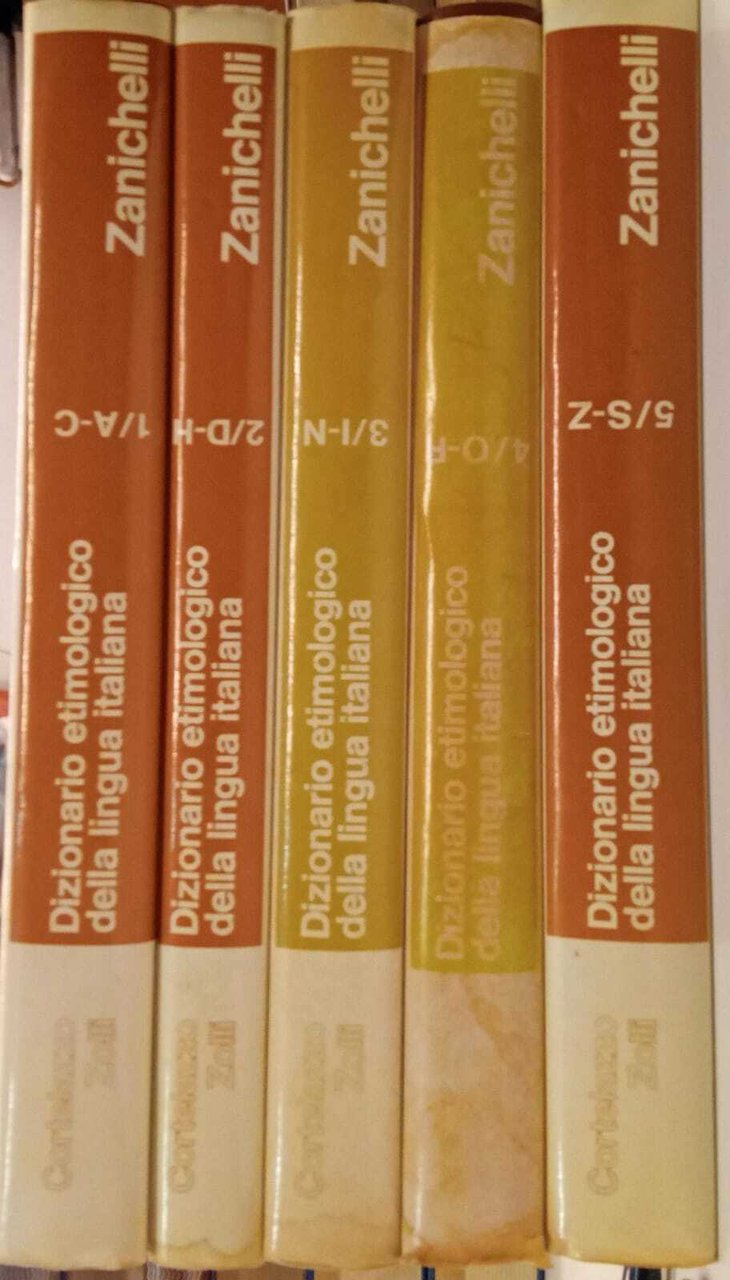 Cortelazzo
Zolli
Dizionario etimologico
della lingua italiana
1/A-C
Zanichelli
Cortelazzo
Zolli
Dizionario etimologico
della lingua italiana
2/D-H
Zanichelli
Cortelazzo
Zolli
Dizionario etimologico
della lingua italiana
3/I-N
Zanichelli
Dizionario etimologico
della lingua italiana
4/O-R
Zanichelli
Cortelazzo
Zolli
Dizionario etimologico
della lingua italiana
5/S-Z
Zanichelli